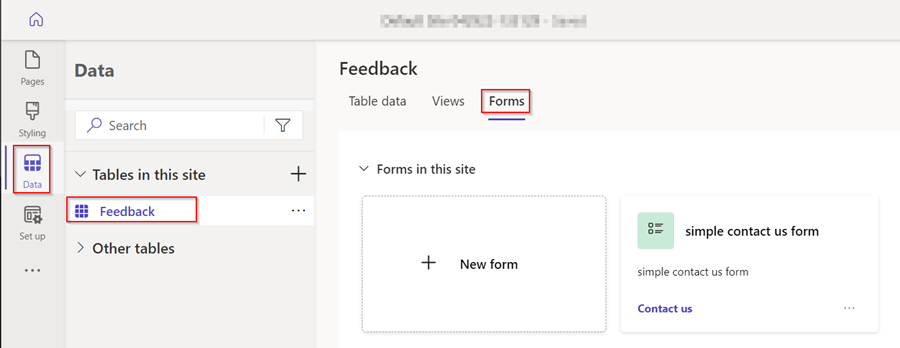 Pages
Styling
Data
Set up
Data
Search
Tables in this site
Feedback
Other tables
Feedback
Table data Views Forms
Forms in this site
New form
simple contact us form
simple contact us form
Contact us